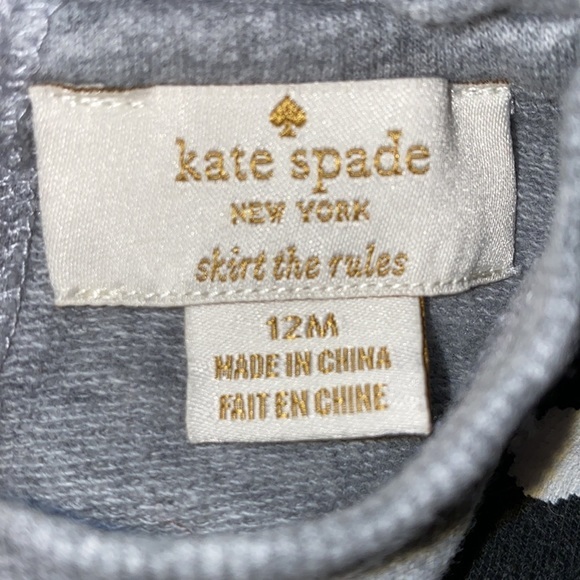 kate spade
NEW YORK
skirt the rules
12M
MADE IN CHINA
FAIT EN CHINE